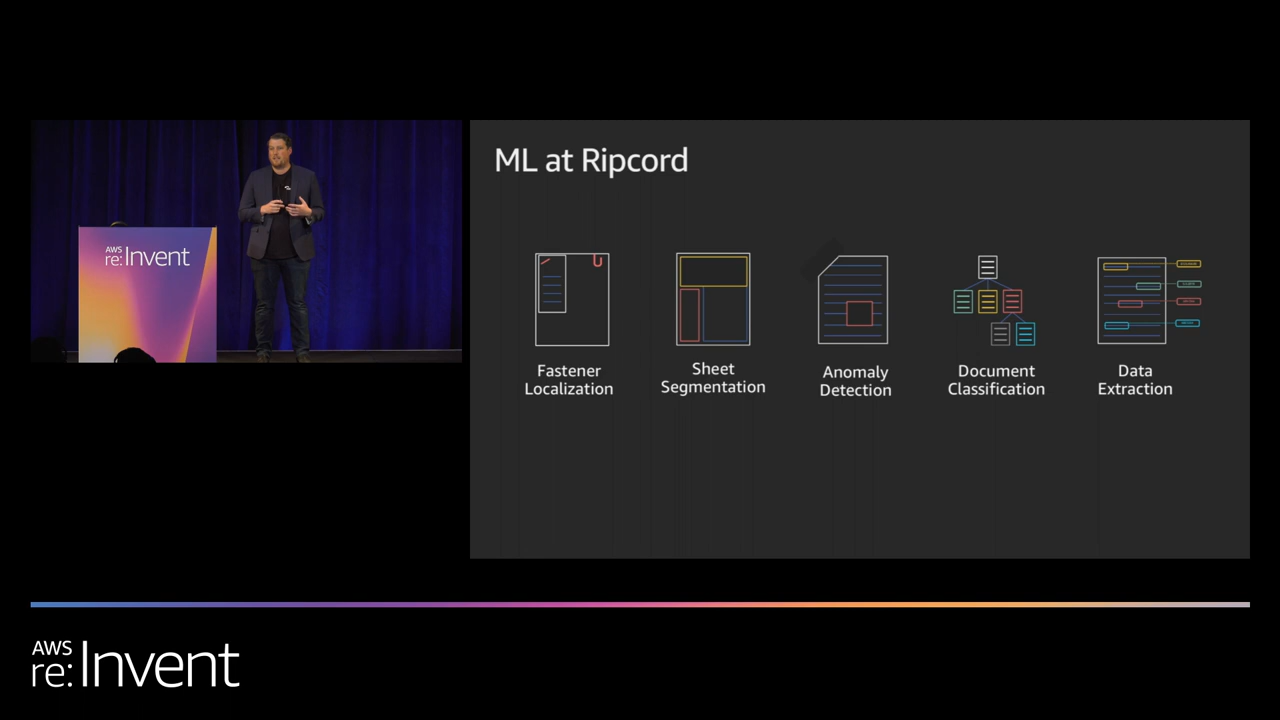 AWS
re:Invent
ML at Ripcord
Fastener
Localization
Sheet
Segmentation
Anomaly
Detection
Document
Classification
Data
Extraction
AWS
re:Invent